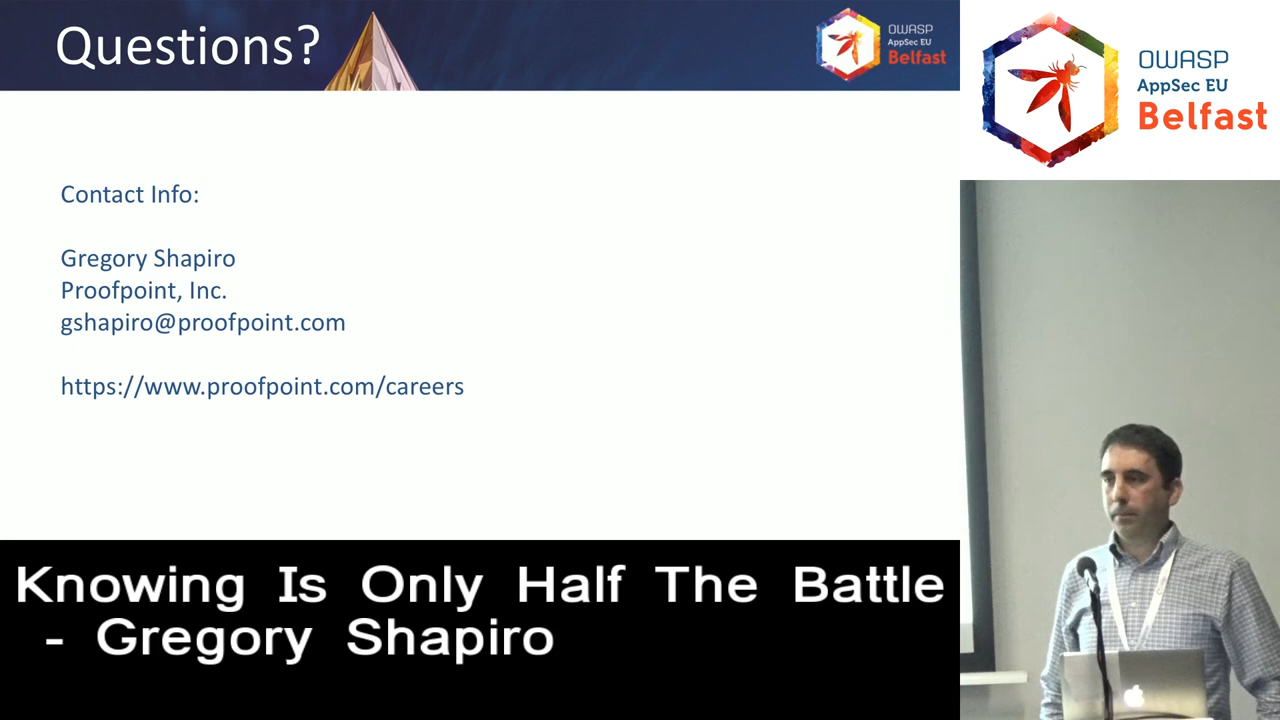 Questions?
OWASP
AppSec EU
Belfast
OWASP
AppSec EU
Belfast
Contact Info:
Gregory Shapiro
Proofpoint, Inc.
gshapiro@proofpoint.com
https://www.proofpoint.com/careers
Knowing Is Only Half The Battle
- Gregory Shapiro